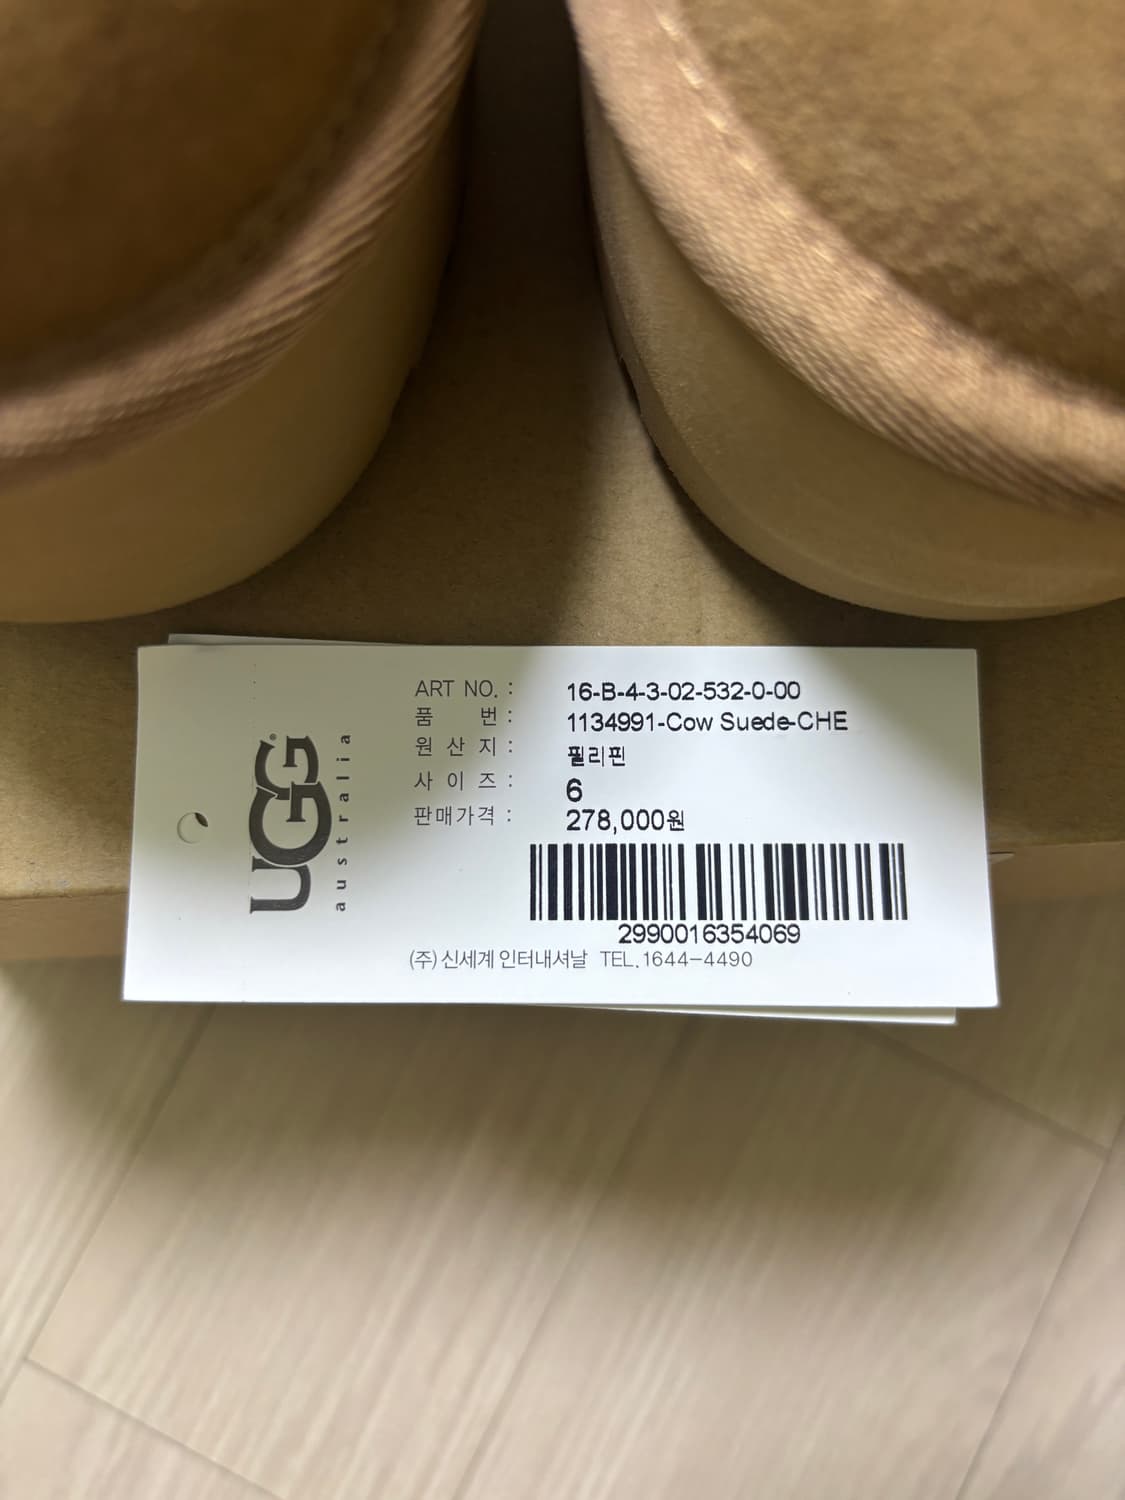 UGG®
australia
ART NO. : 16-B-4-3-02-532-0-00
품 번 : 1134991-Cow Suede-CHE
원 산 지 : 필리핀
사 이 즈 : 6
판매가격 : 278,000원
2990016354069
(주)신세계인터내셔날 TEL.1644-4490